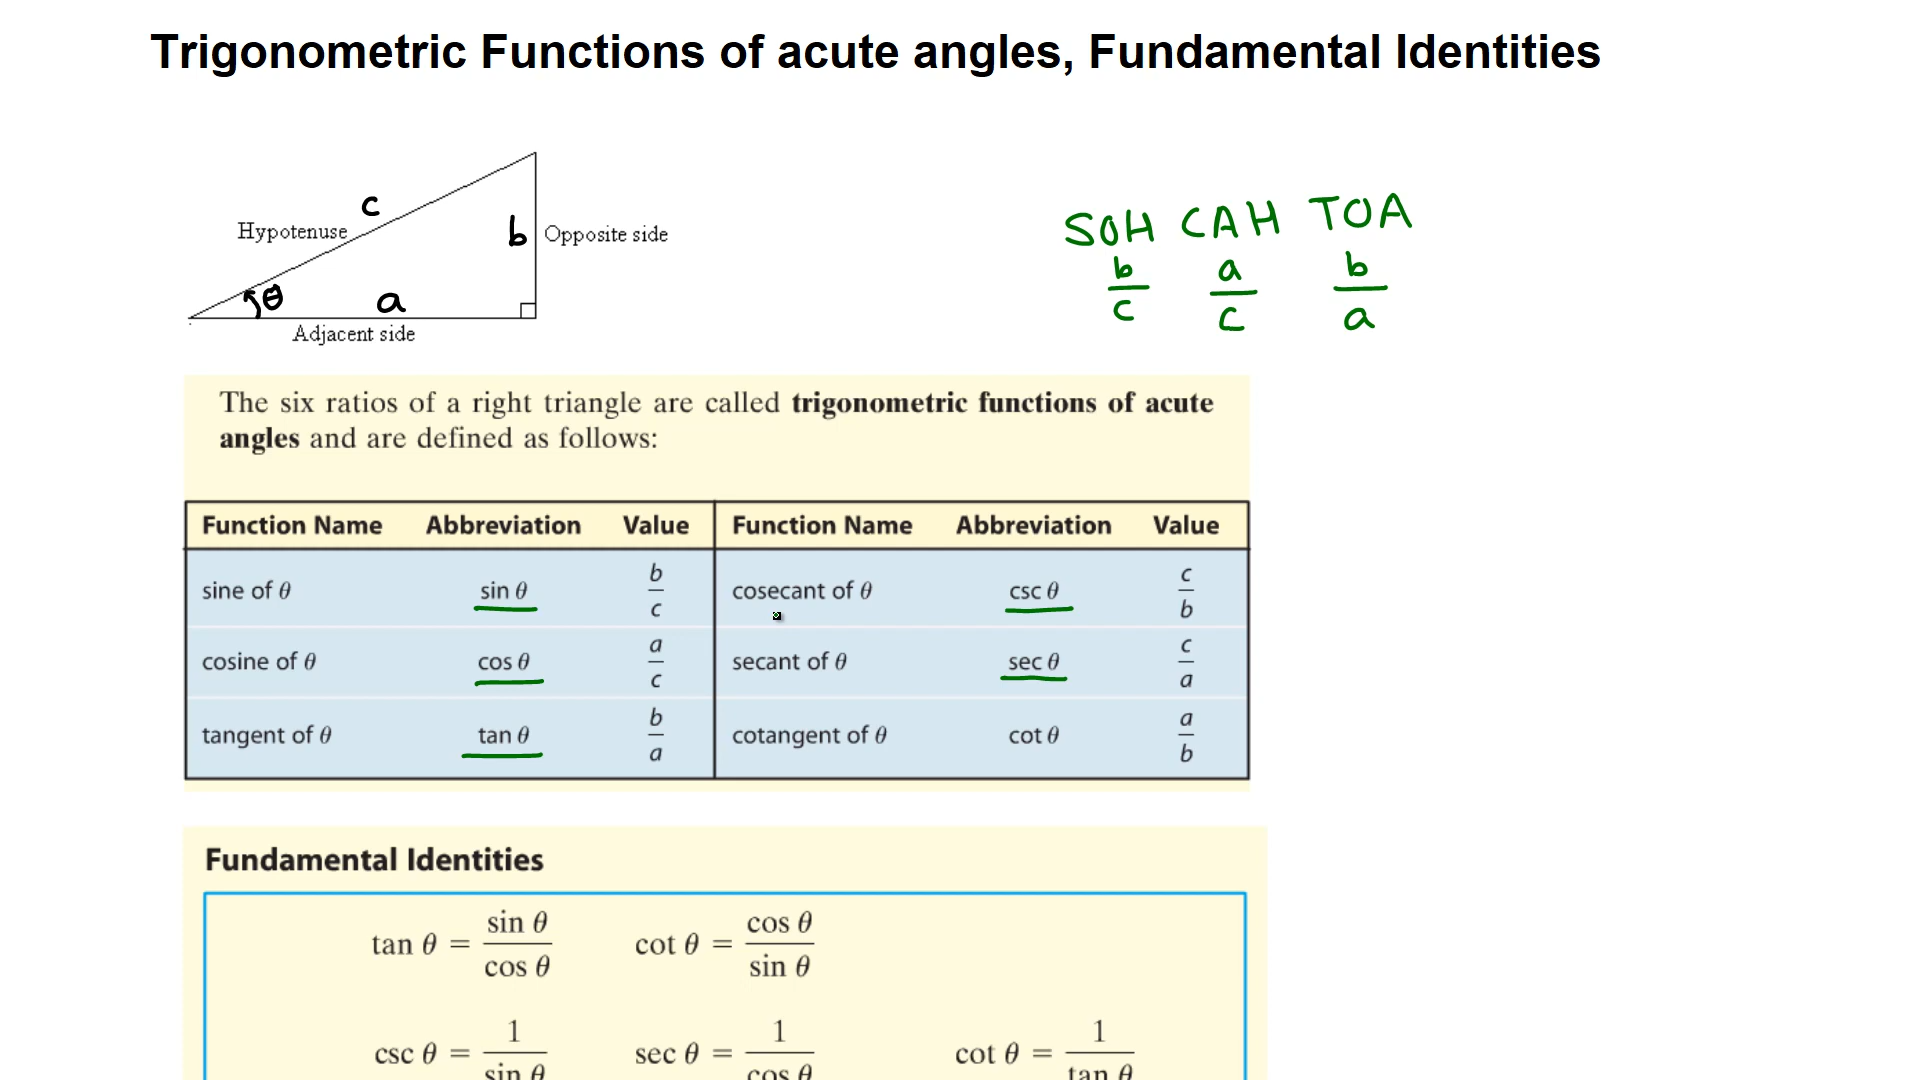 Trigonometric Functions of acute angles, Fundamental Identities
c
Hypotenuse
b Opposite side
θ
a
Adjacent side
SOH CAH TOA
b/c a/c b/a
The six ratios of a right triangle are called trigonometric functions of acute
angles and are defined as follows:
Function Name Abbreviation Value Function Name Abbreviation Value
sine of θ sin θ b/c cosecant of θ csc θ c/b
cosine of θ cos θ a/c secant of θ sec θ c/a
tangent of θ tan θ b/a cotangent of θ cot θ a/b
Fundamental Identities
tan θ = sin θ/cos θ cot θ = cos θ/sin θ
csc θ = 1/sin θ sec θ = 1/cos θ cot θ = 1/tan θ